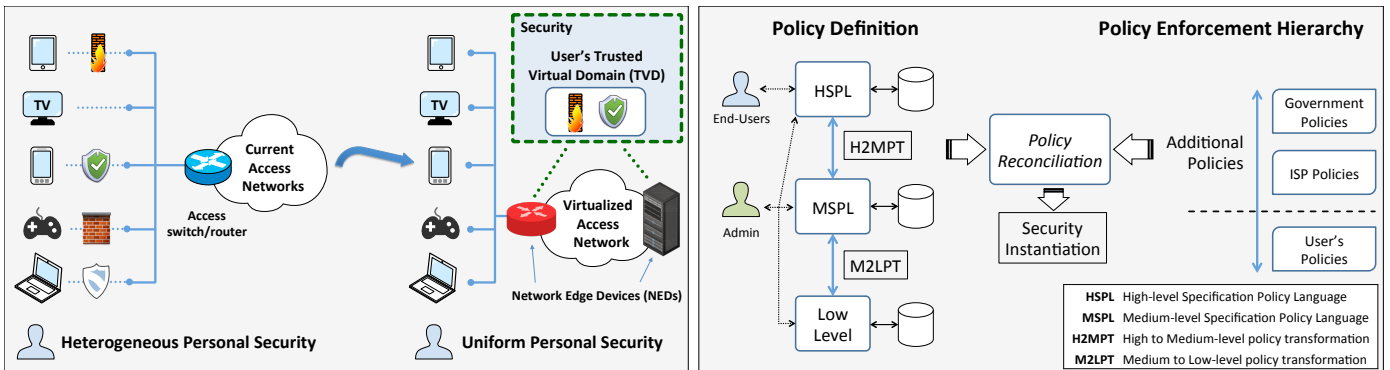 TV
Current
Access
Networks
Access
switch/router
Heterogeneous Personal Security
TV
Security
User's Trusted
Virtual Domain (TVD)
Virtualized
Access
Network
Network Edge Devices (NEDs)
Uniform Personal Security
Policy Definition
End-Users
HSPL
H2MPT
Admin
MSPL
M2LPT
Low
Level
Policy
Reconciliation
Security
Instantiation
Policy Enforcement Hierarchy
Additional
Policies
Government
Policies
ISP Policies
User's
Policies
HSPL High-level Specification Policy Language
MSPL Medium-level Specification Policy Language
H2MPT High to Medium-level policy transformation
M2LPT Medium to Low-level policy transformation